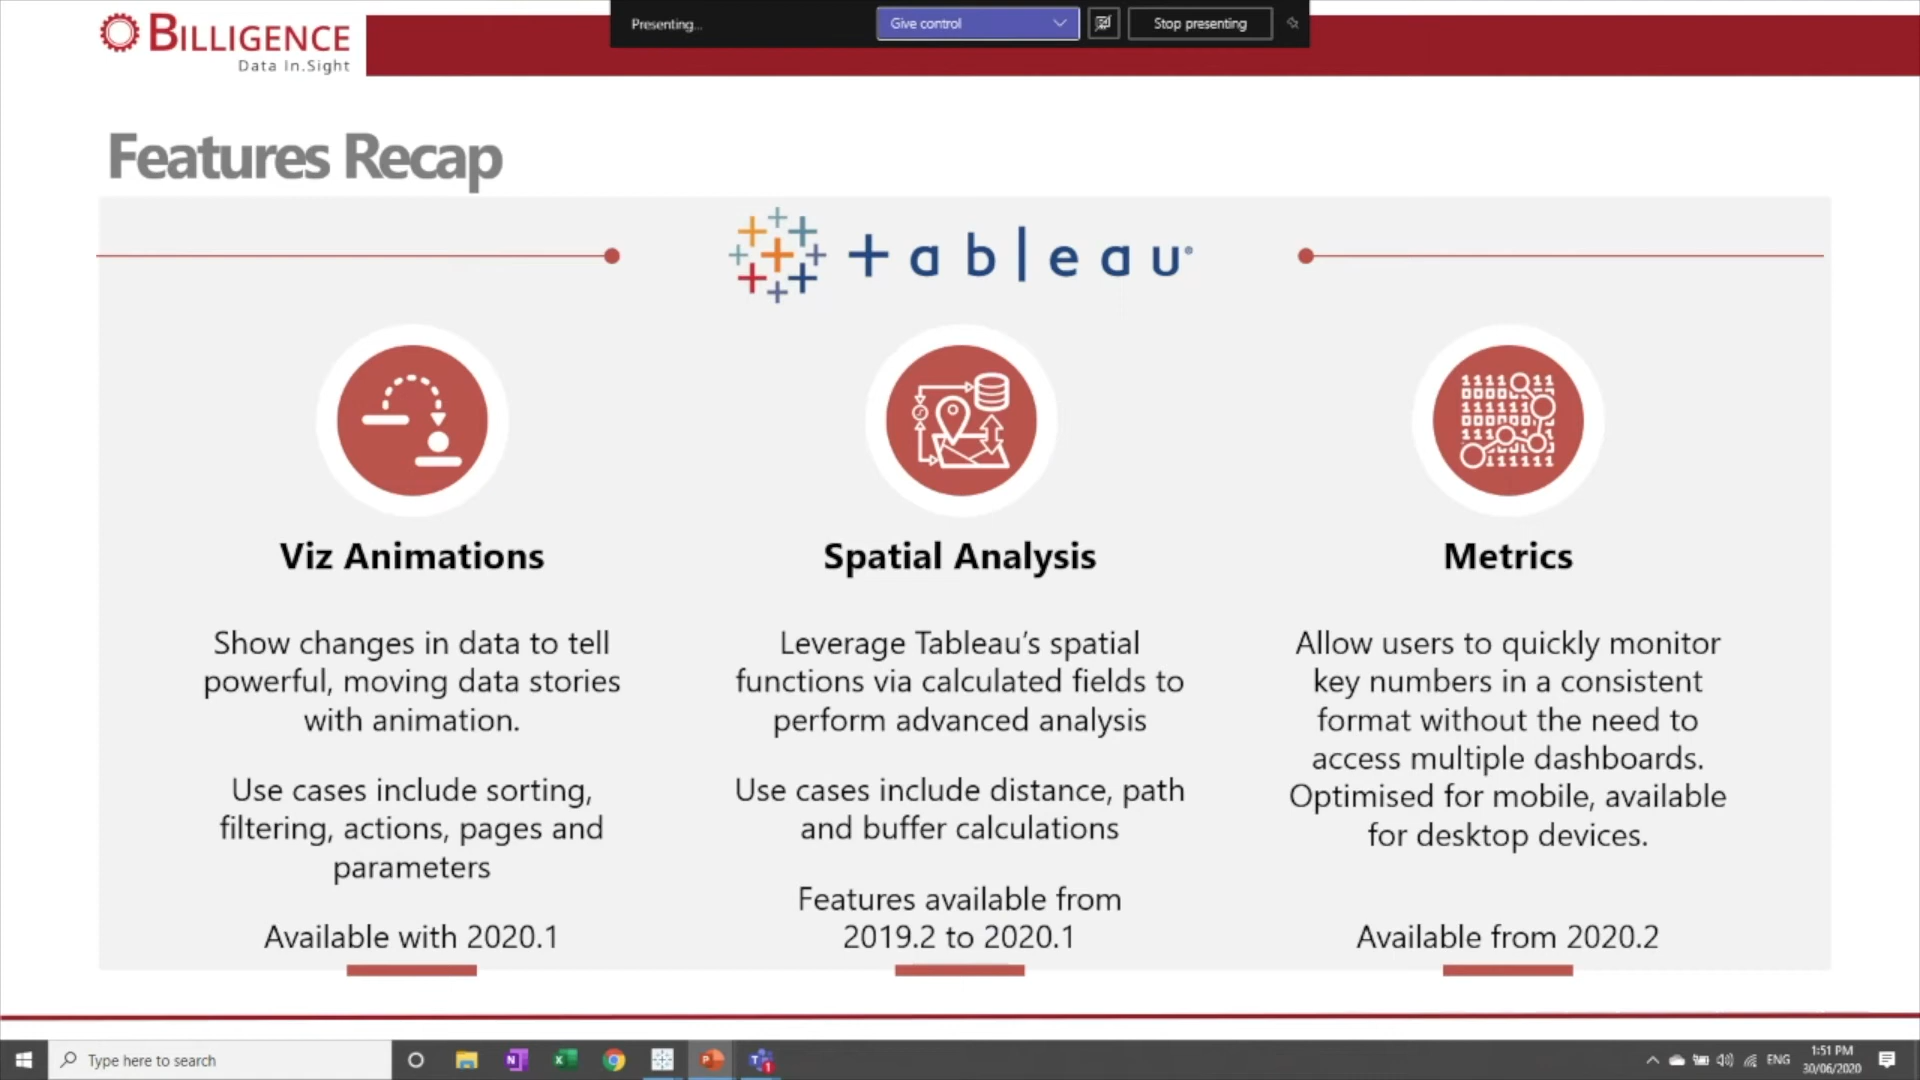 BILLIGENCE
Data In.Sight
Presenting...
Give control
Stop presenting
Features Recap
+ableau®
Viz Animations
Show changes in data to tell
powerful, moving data stories
with animation.
Use cases include sorting,
filtering, actions, pages and
parameters
Available with 2020.1
Spatial Analysis
Leverage Tableau’s spatial
functions via calculated fields to
perform advanced analysis
Use cases include distance, path
and buffer calculations
Features available from
2019.2 to 2020.1
Metrics
Allow users to quickly monitor
key numbers in a consistent
format without the need to
access multiple dashboards.
Optimised for mobile, available
for desktop devices.
Available from 2020.2
Type here to search
ENG
1:51 PM
30/06/2020